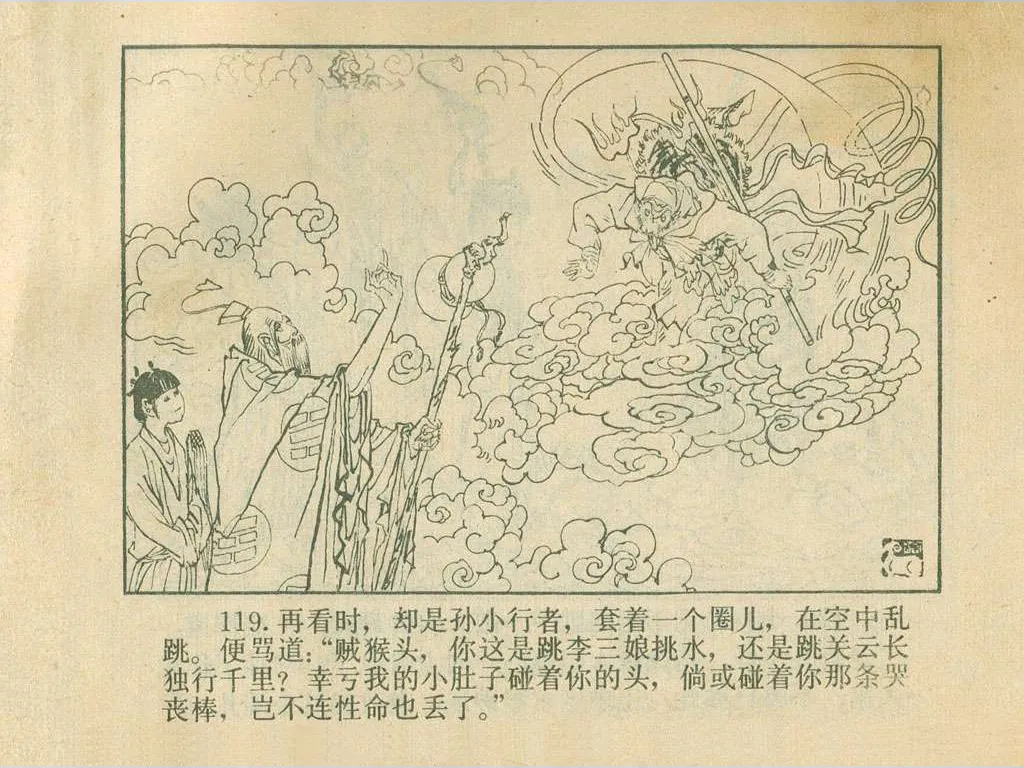 119. 再看时，却是孙小行者，套着一个圈儿，在空中乱
跳。便骂道：“贼猴头，你这是跳李三娘挑水，还是跳关云长
独行千里？幸亏我的小肚子碰着你的头，倘或碰着你那条哭
丧棒，岂不连性命也丢了。”